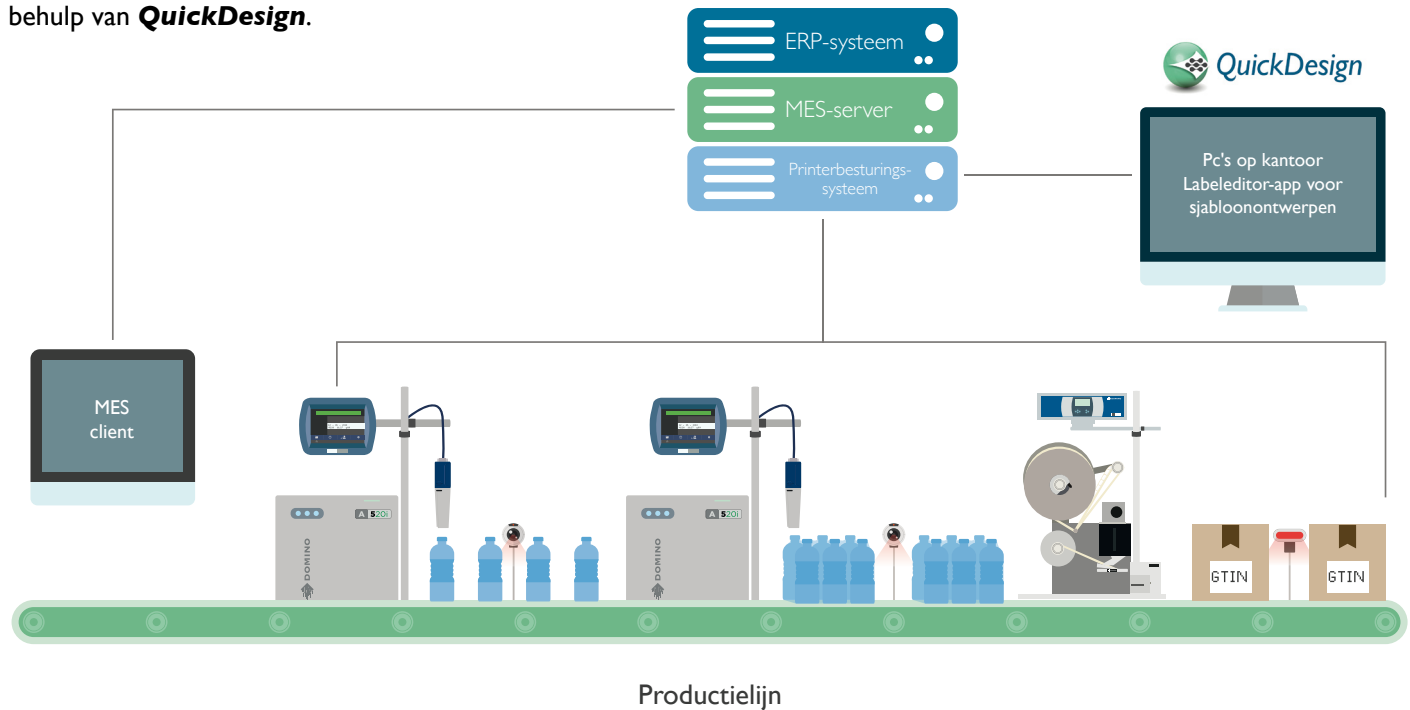 behulp van QuickDesign.
ERP-systeem
QuickDesign
MES-server
Printerbesturings-
systeem
Pc's op kantoor
Labeleditor-app voor
sjabloonontwerpen
MES
client
A 520i
DOMINO
A 520i
DOMINO
GTIN
GTIN
Productielijn